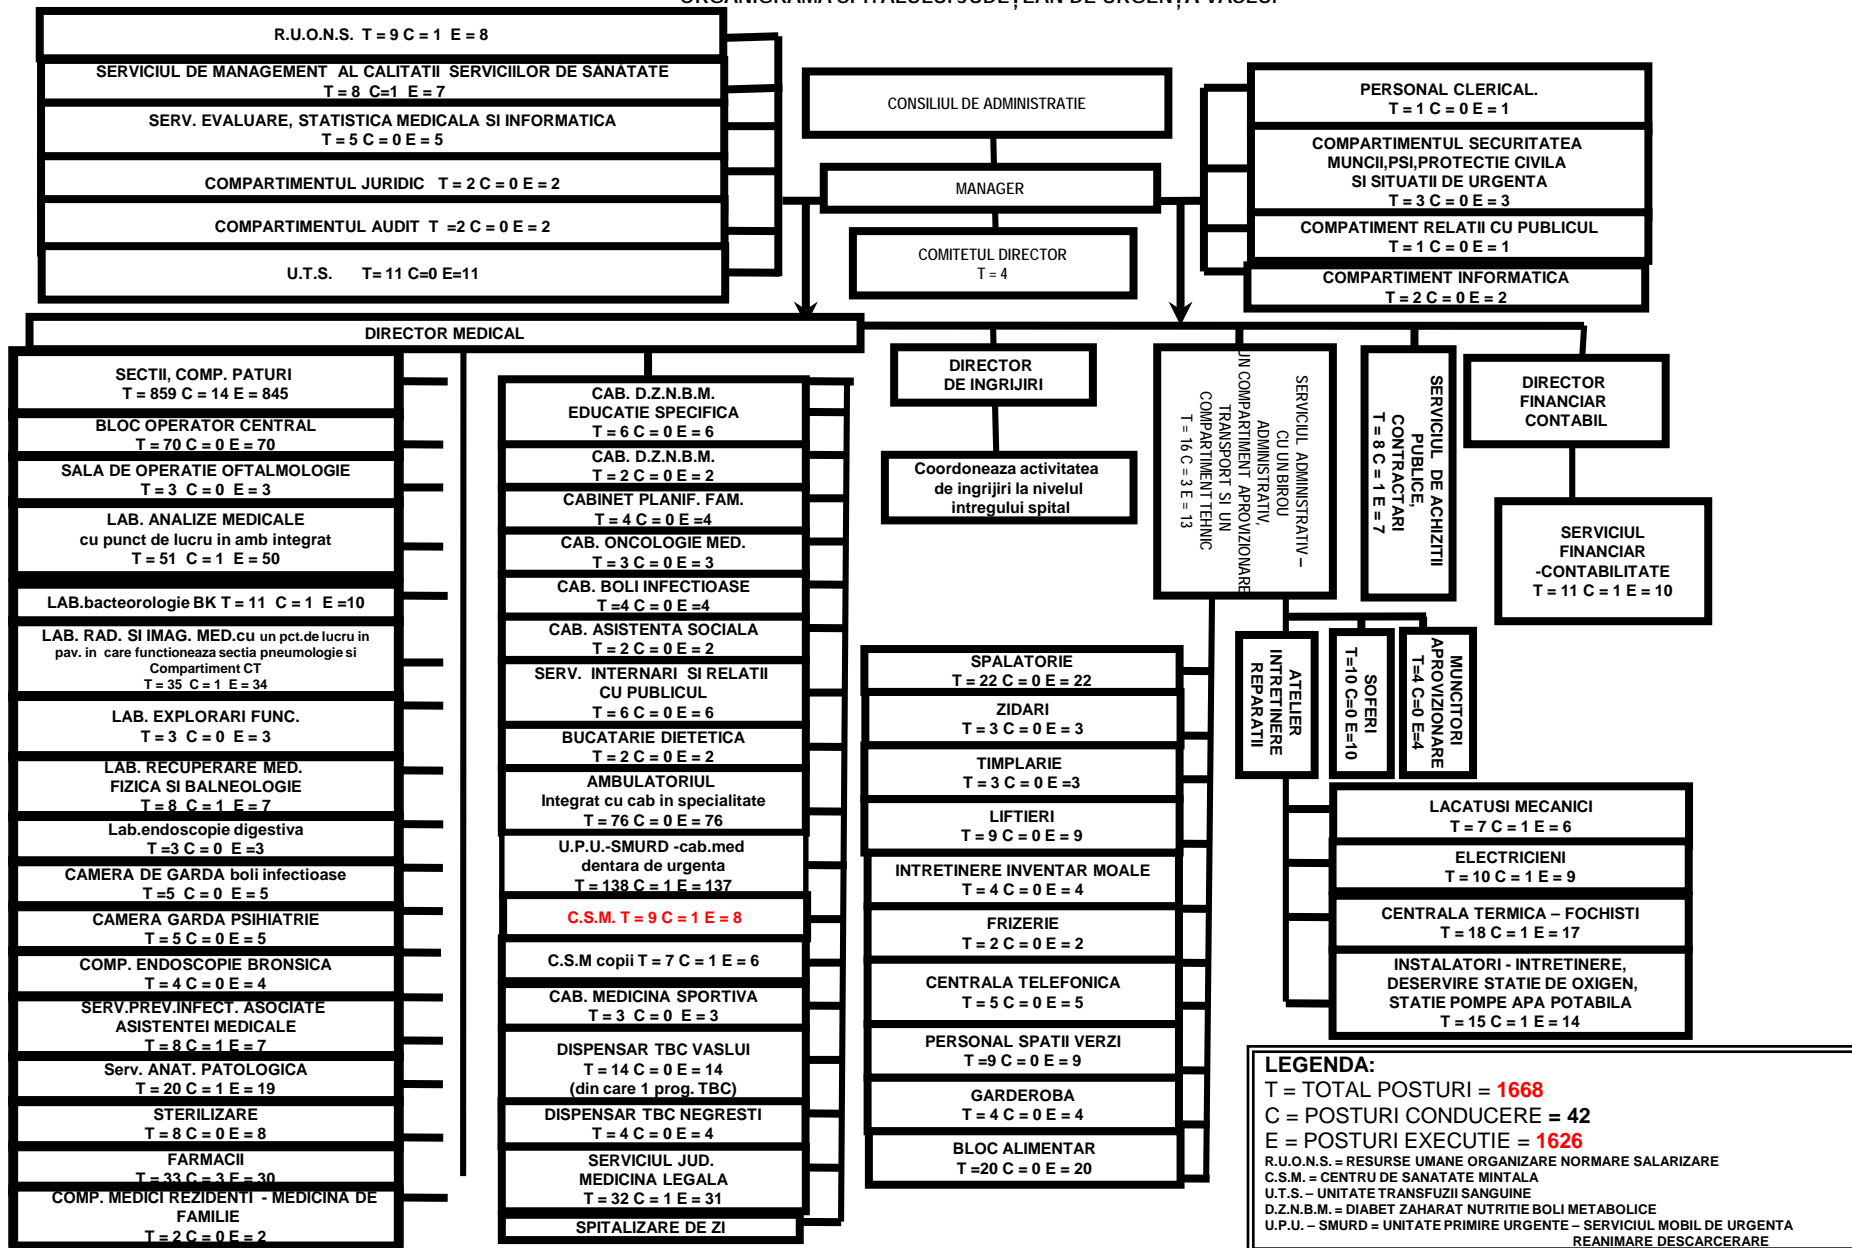 ORGANIGRAMA SPITALULUI JUDEȚEAN DE URGENȚA VASLUI
R.U.O.N.S. T = 9 C = 1 E = 8
SERVICIUL DE MANAGEMENT AL CALITATII SERVICIILOR DE SĂNĂTATE
T = 8 C=1 E = 7
SERV. EVALUARE, STATISTICA MEDICALA SI INFORMATICA
T = 5 C = 0 E = 5
COMPARTIMENTUL JURIDIC T = 2 C = 0 E = 2
COMPARTIMENTUL AUDIT T =2 C = 0 E = 2
U.T.S. T= 11 C=0 E=11
CONSILIUL DE ADMINISTRATIE
MANAGER
COMITETUL DIRECTOR
T = 4
PERSONAL CLERICAL.
T = 1 C = 0 E = 1
COMPARTIMENTUL SECURITATEA
MUNCII,PSI,PROTECTIE CIVILA
SI SITUATII DE URGENTA
T = 3 C = 0 E = 3
COMPATIMENT RELATII CU PUBLICUL
T = 1 C = 0 E = 1
COMPARTIMENT INFORMATICA
T = 2 C = 0 E = 2
DIRECTOR MEDICAL
SECTII, COMP. PATURI
T = 859 C = 14 E = 845
BLOC OPERATOR CENTRAL
T = 70 C = 0 E = 70
SALA DE OPERATIE OFTALMOLOGIE
T = 3 C = 0 E = 3
LAB. ANALIZE MEDICALE
cu punct de lucru in amb integrat
T = 51 C = 1 E = 50
LAB.bacteorologie BK T = 11 C = 1 E =10
LAB. RAD. SI IMAG. MED.cu un pct.de lucru in
pav. in care functioneaza sectia pneumologie si
Compartiment CT
T = 35 C = 1 E = 34
LAB. EXPLORARI FUNC.
T = 3 C = 0 E = 3
LAB. RECUPERARE MED.
FIZICA SI BALNEOLOGIE
T = 8 C = 1 E = 7
Lab.endoscopie digestiva
T =3 C = 0 E =3
CAMERA DE GARDA boli infectioase
T =5 C = 0 E = 5
CAMERA GARDA PSIHIATRIE
T = 5 C = 0 E = 5
COMP. ENDOSCOPIE BRONSICA
T = 4 C = 0 E = 4
SERV.PREV.INFECT. ASOCIATE
ASISTENTEI MEDICALE
T = 8 C = 1 E = 7
Serv. ANAT. PATOLOGICA
T = 20 C = 1 E = 19
STERILIZARE
T = 8 C = 0 E = 8
FARMACII
T = 33 C = 3 E = 30
COMP. MEDICI REZIDENTI - MEDICINA DE
FAMILIE
T = 2 C = 0 E = 2
CAB. D.Z.N.B.M.
EDUCATIE SPECIFICA
T = 6 C = 0 E = 6
CAB. D.Z.N.B.M.
T = 2 C = 0 E = 2
CABINET PLANIF. FAM.
T = 4 C = 0 E =4
CAB. ONCOLOGIE MED.
T = 3 C = 0 E = 3
CAB. BOLI INFECTIOASE
T =4 C = 0 E =4
CAB. ASISTENTA SOCIALA
T = 2 C = 0 E = 2
SERV. INTERNARI SI RELATII
CU PUBLICUL
T = 6 C = 0 E = 6
BUCATARIE DIETETICA
T = 2 C = 0 E = 2
AMBULATORIUL
Integrat cu cab in specialitate
T = 76 C = 0 E = 76
U.P.U.-SMURD -cab.med
dentara de urgenta
T = 138 C = 1 E = 137
C.S.M. T = 9 C = 1 E = 8
C.S.M copii T = 7 C = 1 E = 6
CAB. MEDICINA SPORTIVA
T = 3 C = 0 E = 3
DISPENSAR TBC VASLUI
T = 14 C = 0 E = 14
(din care 1 prog. TBC)
DISPENSAR TBC NEGRESTI
T = 4 C = 0 E = 4
SERVICIUL JUD.
MEDICINA LEGALA
T = 32 C = 1 E = 31
SPITALIZARE DE ZI
DIRECTOR
DE INGRIJIRI
Coordoneaza activitatea
de ingrijiri la nivelul
intregului spital
SERVICIUL ADMINISTRATIV–
CU UN BIROU
ADMINISTRATIV,
UN COMPARTIMENT APROVIZIONARE
TRANSPORT SI UN
COMPARTIMENT TEHNIC
T = 16 C = 3 E = 13
SERVICIUL DE ACHIZITII
PUBLICE,
CONTRACTARI
T = 8 C = 1 E = 7
DIRECTOR
FINANCIAR
CONTABIL
SERVICIUL
FINANCIAR
-CONTABILITATE
T = 11 C = 1 E = 10
SPALATORIE
T = 22 C = 0 E = 22
ZIDARI
T = 3 C = 0 E = 3
TIMPLARIE
T = 3 C = 0 E =3
LIFTIERI
T = 9 C = 0 E = 9
INTRETINERE INVENTAR MOALE
T = 4 C = 0 E = 4
FRIZERIE
T = 2 C = 0 E = 2
CENTRALA TELEFONICA
T = 5 C = 0 E = 5
PERSONAL SPATII VERZI
T =9 C = 0 E = 9
GARDEROBA
T = 4 C = 0 E = 4
BLOC ALIMENTAR
T =20 C = 0 E = 20
ATELIER
INTRETINERE
REPARATII
SOFERI
T=10 C=0 E=10
MUNCITORI
APROVIZIONARE
T=4 C=0 E=4
LACATUSI MECANICI
T = 7 C = 1 E = 6
ELECTRICIENI
T = 10 C = 1 E = 9
CENTRALA TERMICA – FOCHISTI
T = 18 C = 1 E = 17
INSTALATORI - INTRETINERE,
DESERVIRE STATIE DE OXIGEN,
STATIE POMPE APA POTABILA
T = 15 C = 1 E = 14
LEGENDA:
T = TOTAL POSTURI = 1668
C = POSTURI CONDUCERE = 42
E = POSTURI EXECUTIE = 1626
R.U.O.N.S. = RESURSE UMANE ORGANIZARE NORMARE SALARIZARE
C.S.M. = CENTRU DE SANATATE MINTALA
U.T.S. – UNITATE TRANSFUZII SANGUINE
D.Z.N.B.M. = DIABET ZAHARAT NUTRITIE BOLI METABOLICE
U.P.U. – SMURD = UNITATE PRIMIRE URGENTE – SERVICIUL MOBIL DE URGENTA
REANIMARE DESCARCERARE